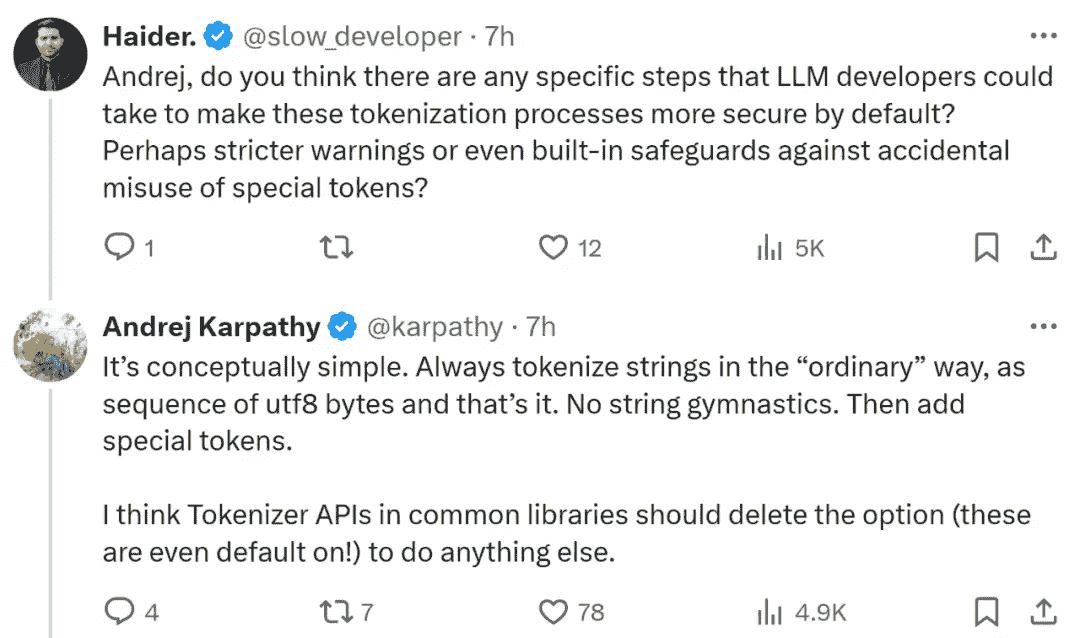 Haider. @slow_developer · 7h
Andrej, do you think there are any specific steps that LLM developers could
take to make these tokenization processes more secure by default?
Perhaps stricter warnings or even built-in safeguards against accidental
misuse of special tokens?
1 12 5K
Andrej Karpathy @karpathy · 7h
It’s conceptually simple. Always tokenize strings in the “ordinary” way, as
sequence of utf8 bytes and that’s it. No string gymnastics. Then add
special tokens.
I think Tokenizer APIs in common libraries should delete the option (these
are even default on!) to do anything else.
4 7 78 4.9K